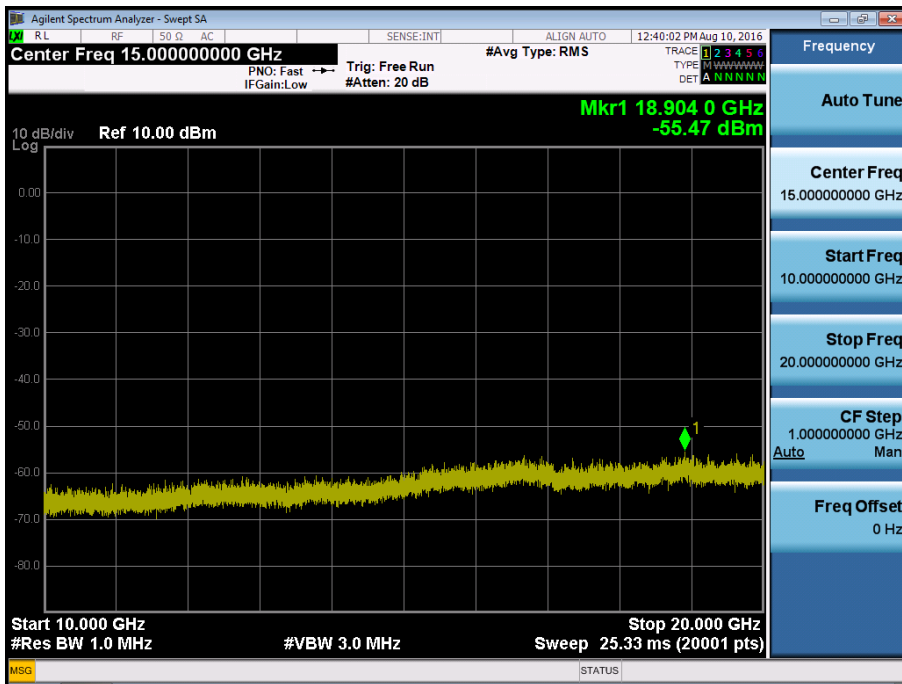 Agilent Spectrum Analyzer - Swept SA
LXI RL RF 50 Ω AC SENSE:INT ALIGN AUTO 12:40:02 PM Aug 10, 2016
Center Freq 15.000000000 GHz
PNO: Fast
IFGain:Low
Trig: Free Run
#Atten: 20 dB
#Avg Type: RMS
TRACE 1 2 3 4 5 6
TYPE M WWWWW
DET A N N N N N
Mkr1 18.904 0 GHz
-55.47 dBm
10 dB/div Ref 10.00 dBm
Log
0.00
-10.0
-20.0
-30.0
-40.0
-50.0
-60.0
-70.0
-80.0
1
Start 10.000 GHz Stop 20.000 GHz
#Res BW 1.0 MHz #VBW 3.0 MHz Sweep 25.33 ms (20001 pts)
MSG STATUS
Frequency
Auto Tune
Center Freq
15.000000000 GHz
Start Freq
10.000000000 GHz
Stop Freq
20.000000000 GHz
CF Step
1.000000000 GHz
Auto Man
Freq Offset
0 Hz